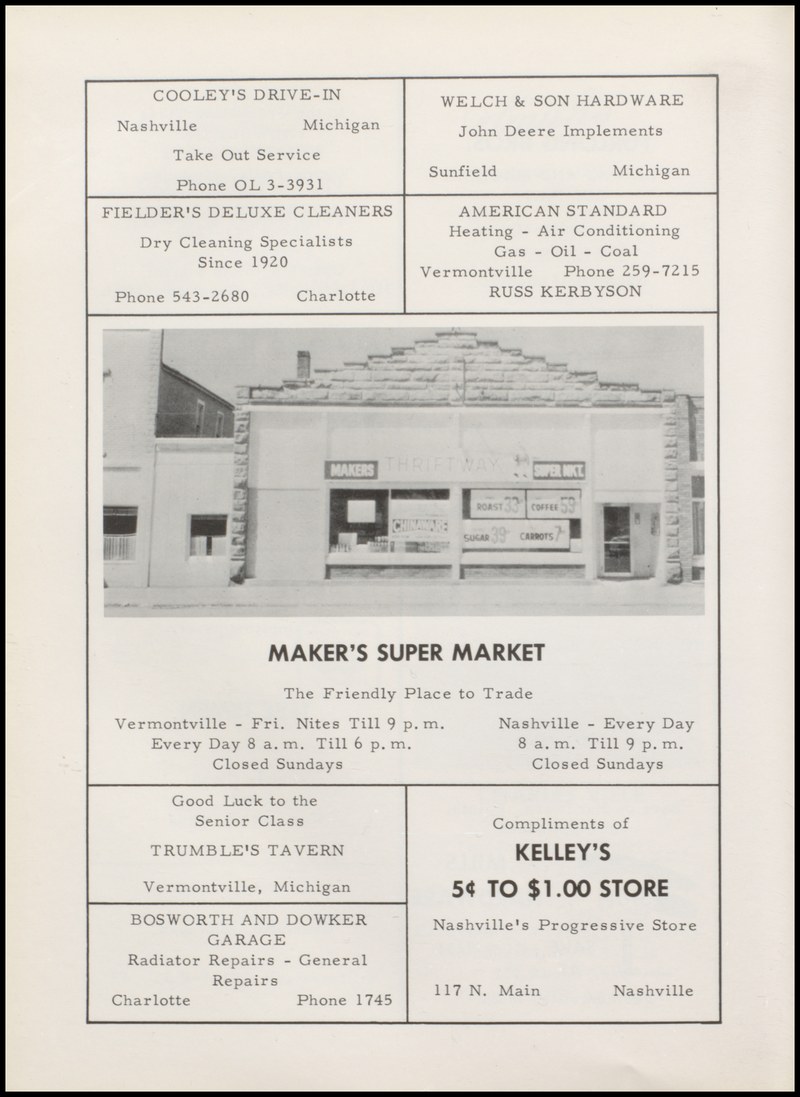 COOLEY'S DRIVE-IN
Nashville Michigan
Take Out Service
Phone OL 3-3931
WELCH & SON HARDWARE
John Deere Implements
Sunfield Michigan
FIELDER'S DELUXE CLEANERS
Dry Cleaning Specialists
Since 1920
Phone 543-2680 Charlotte
AMERICAN STANDARD
Heating - Air Conditioning
Gas - Oil - Coal
Vermontville Phone 259-7215
RUSS KERBYSON
MAKERS THRIFTWAY SUPER MKT.
ROAST 33 COFFEE 59
CHINAWARE
SUGAR 39 CARROTS 7
MAKER'S SUPER MARKET
The Friendly Place to Trade
Vermontville - Fri. Nites Till 9 p.m.
Every Day 8 a.m. Till 6 p.m.
Closed Sundays
Nashville - Every Day
8 a.m. Till 9 p.m.
Closed Sundays
Good Luck to the
Senior Class
TRUMBLE'S TAVERN
Vermontville, Michigan
BOSWORTH AND DOWKER
GARAGE
Radiator Repairs - General
Repairs
Charlotte Phone 1745
Compliments of
KELLEY'S
5¢ TO $1.00 STORE
Nashville's Progressive Store
117 N. Main Nashville